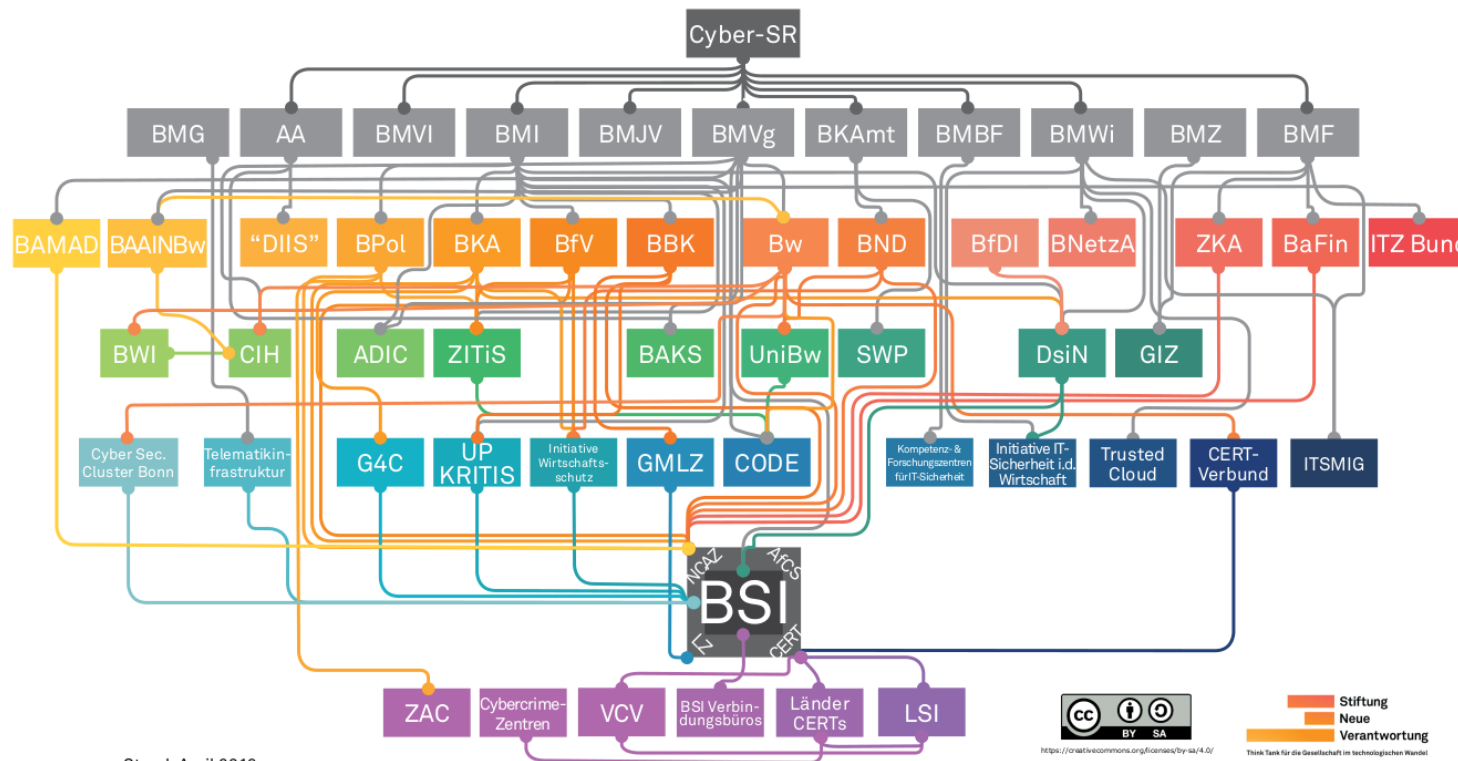 Cyber-SR
BMG
AA
BMVI
BMI
BMJV
BMVg
BKAmt
BMBF
BMWi
BMZ
BMF
BAMAD
BAAINBw
“DIIS”
BPol
BKA
BfV
BBK
Bw
BND
BfDI
BNetzA
ZKA
BaFin
ITZ Bund
BWI
CIH
ADIC
ZITiS
BAKS
UniBw
SWP
DsiN
GIZ
Cyber Sec.
Cluster Bonn
Telematikin-
frastruktur
G4C
UP
KRITIS
Initiative
Wirtschafts-
schutz
GMLZ
CODE
Kompetenz- &
Forschungszentren
für IT-Sicherheit
Initiative IT-
Sicherheit i.d.
Wirtschaft
Trusted
Cloud
CERT-
Verbund
ITSMIG
NCAZ
AfCS
BSI
LZ
CERT
ZAC
Cybercrime-
Zentren
VCV
BSI Verbin-
dungsbüros
Länder
CERTs
LSI
cc
BY SA
https://creativecommons.org/licenses/by-sa/4.0/
Stiftung
Neue
Verantwortung
Think Tank für die Gesellschaft im technologischen Wandel